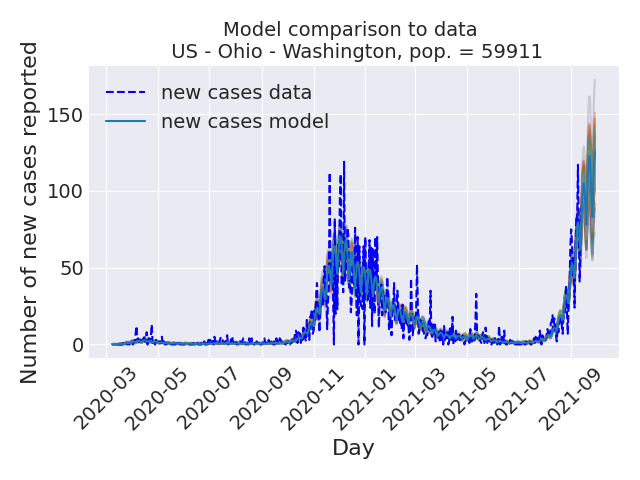 Model comparison to data
US - Ohio - Washington, pop. = 59911
Number of new cases reported
150
100
50
0
new cases data
new cases model
2020-03
2020-05
2020-07
2020-09
2020-11
2021-01
2021-03
2021-05
2021-07
2021-09
Day